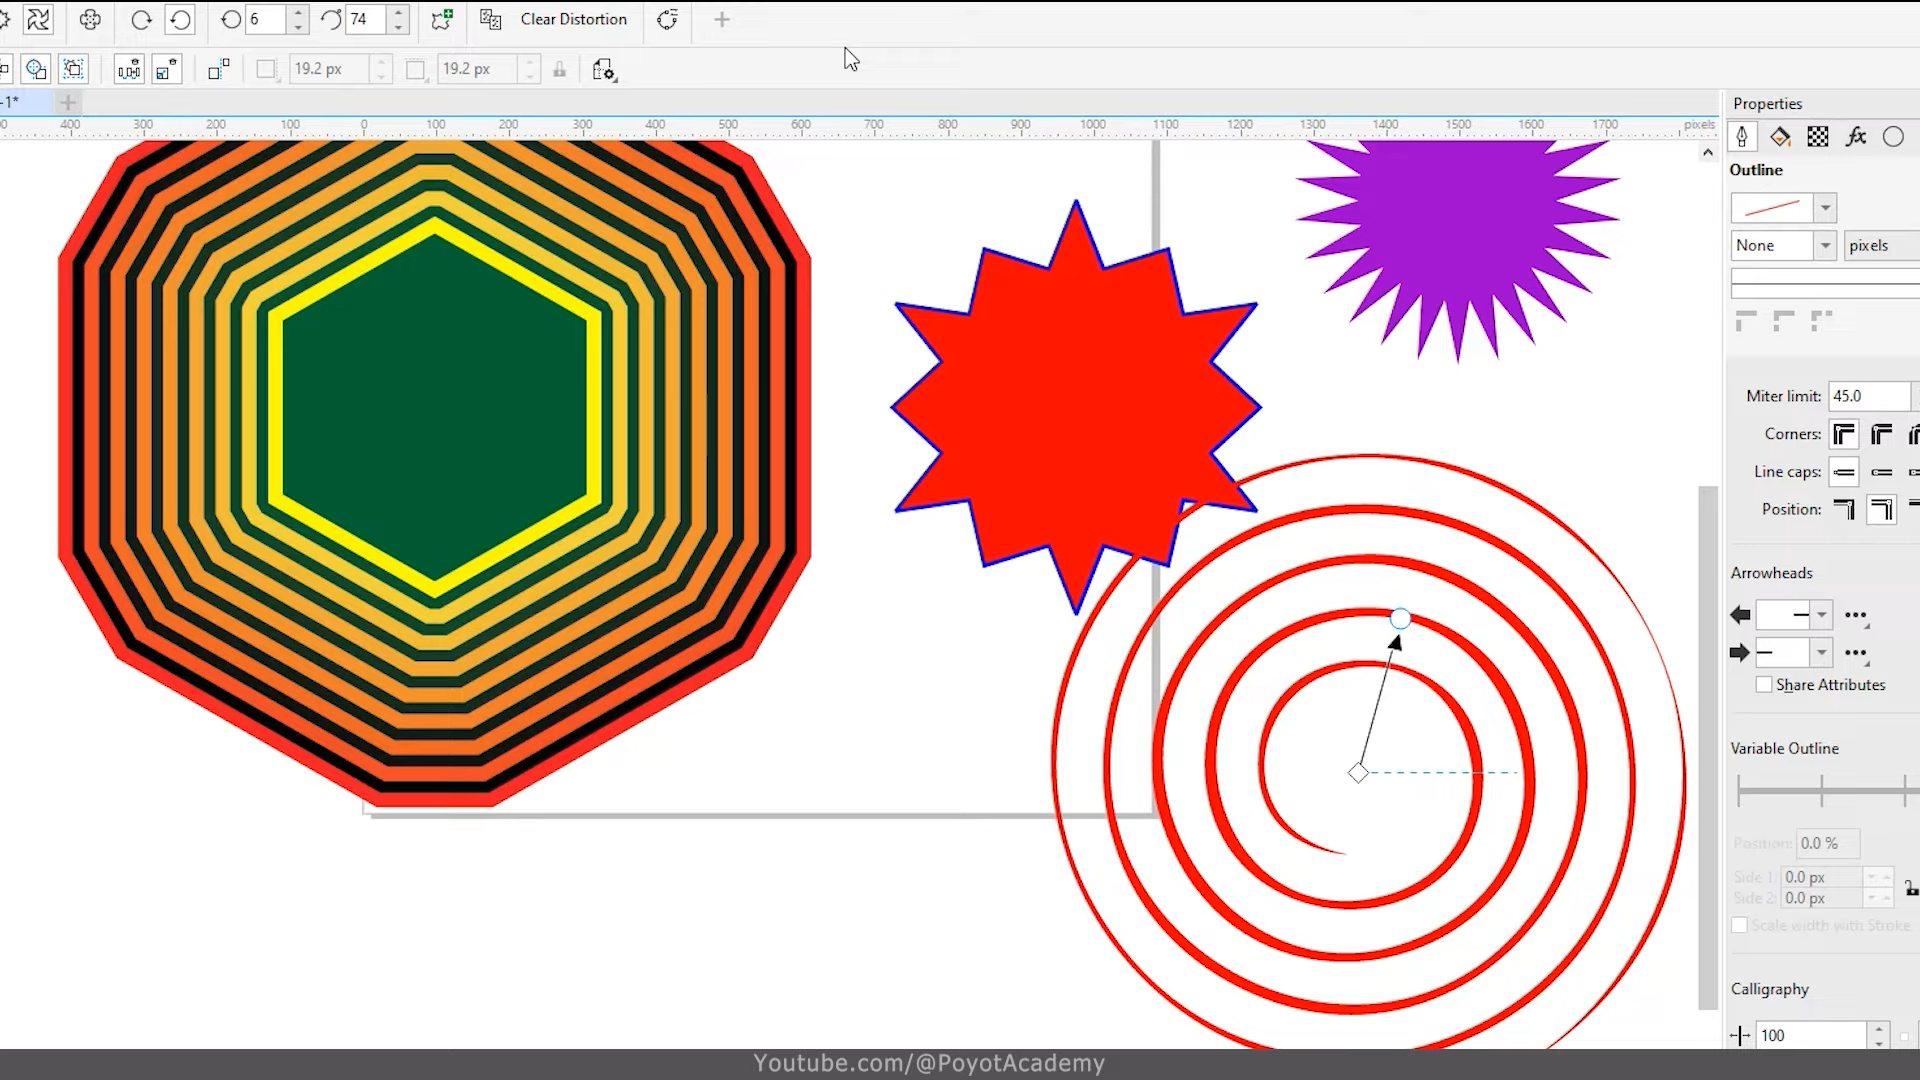 6 74 Clear Distortion
19.2 px 19.2 px
-1*
400 300 200 100 0 100 200 300 400 500 600 700 800 900 1000 1100 1200 1300 1400 1500 1600 1700 pixels
Properties
Outline
None pixels
Miter limit: 45.0
Corners:
Line caps:
Position:
Arrowheads
Share Attributes
Variable Outline
Position: 0.0 %
Side 1: 0.0 px
Side 2: 0.0 px
Scale width with Stroke
Calligraphy
100
Youtube.com/@PoyotAcademy